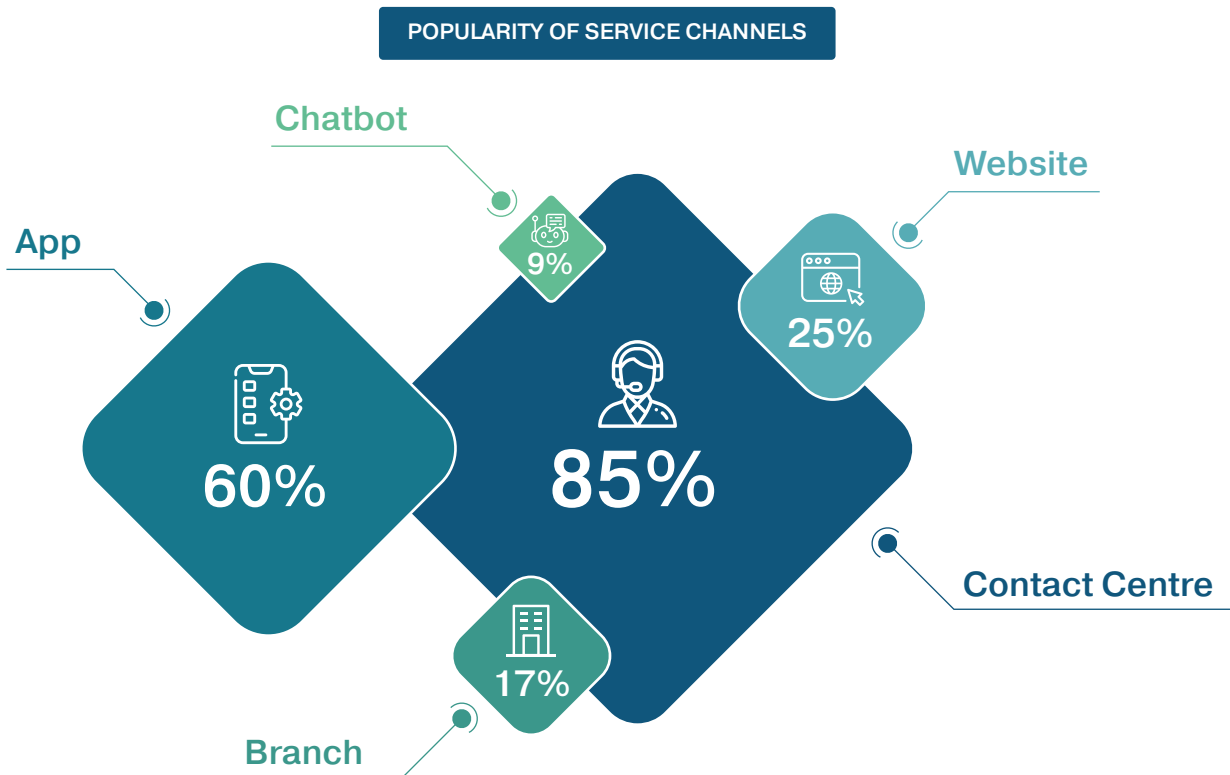 POPULARITY OF SERVICE CHANNELS
Chatbot
Website
App
9%
25%
60%
85%
Contact Centre
17%
Branch